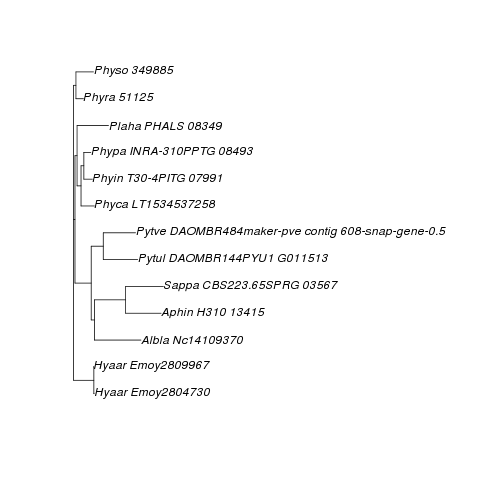 Physo 349885
Phyra 51125
Plaha PHALS 08349
Phypa INRA-310PPTG 08493
Phyin T30-4PITG 07991
Phyca LT1534537258
Pytve DAOMBR484maker-pve contig 608-snap-gene-0.5
Pytul DAOMBR144PYU1 G011513
Sappa CBS223.65SPRG 03567
Aphin H310 13415
Albla Nc14109370
Hyaar Emoy2809967
Hyaar Emoy2804730